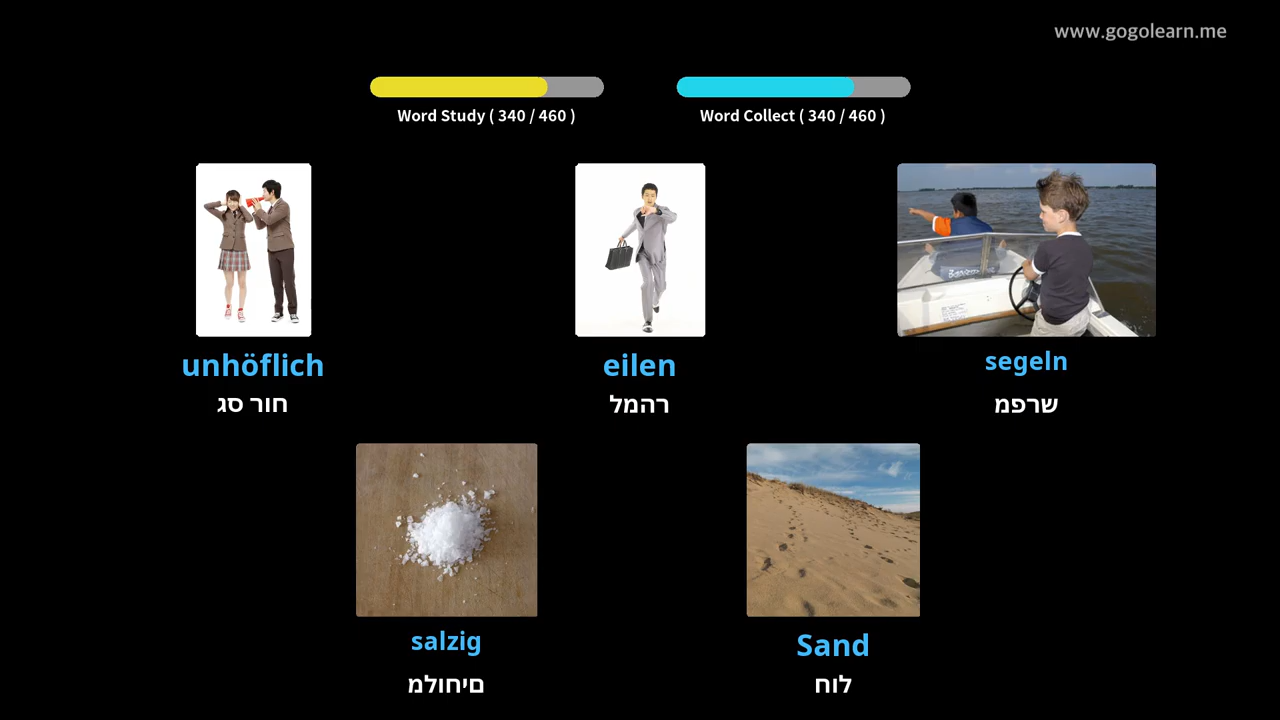 www.gogolearn.me
Word Study ( 340 / 460 )
Word Collect ( 340 / 460 )
unhöflich
חור סג
eilen
רהמל
segeln
שרפמ
salzig
םיחולמ
Sand
לוח